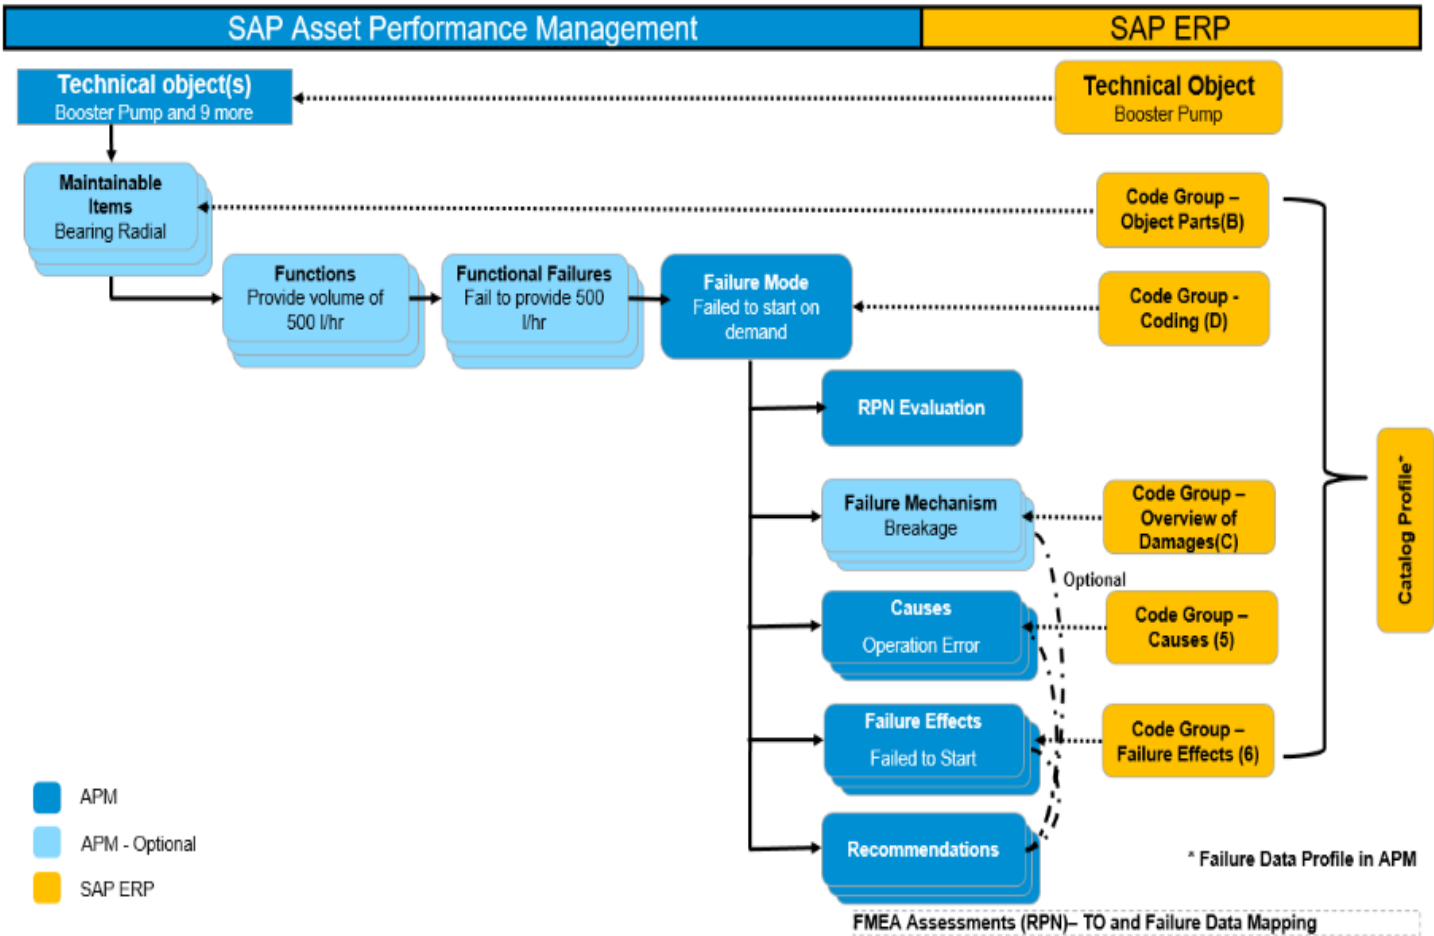 SAP Asset Performance Management
SAP ERP
Technical object(s)
Booster Pump and 9 more
Technical Object
Booster Pump
Maintainable
Items
Bearing Radial
Code Group –
Object Parts(B)
Functions
Provide volume of
500 l/hr
Functional Failures
Fail to provide 500
l/hr
Failure Mode
Failed to start on
demand
Code Group -
Coding (D)
RPN Evaluation
Failure Mechanism
Breakage
Code Group –
Overview of
Damages(C)
Optional
Causes
Operation Error
Code Group –
Causes (5)
Failure Effects
Failed to Start
Code Group –
Failure Effects (6)
Recommendations
Catalog Profile*
APM
APM - Optional
SAP ERP
* Failure Data Profile in APM
FMEA Assessments (RPN)– TO and Failure Data Mapping